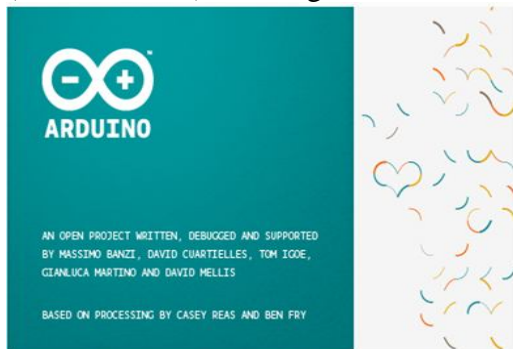 ARDUINO
AN OPEN PROJECT WRITTEN, DEBUGGED AND SUPPORTED
BY MASSIMO BANZI, DAVID CUARTIELLES, TOM IGOE,
GIANLUCA MARTINO AND DAVID MELLIS
BASED ON PROCESSING BY CASEY REAS AND BEN FRY